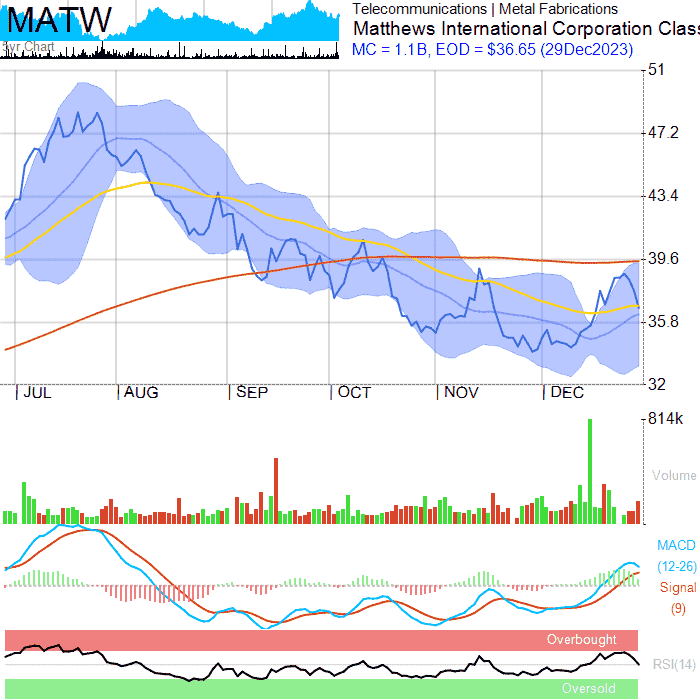 MATW
5yr Chart
Telecommunications | Metal Fabrications
Matthews International Corporation Clas
MC = 1.1B, EOD = $36.65 (29Dec2023)
51
47.2
43.4
39.6
35.8
32
JUL
AUG
SEP
OCT
NOV
DEC
814k
Volume
MACD
(12-26)
Signal
(9)
Overbought
RSI(14)
Oversold